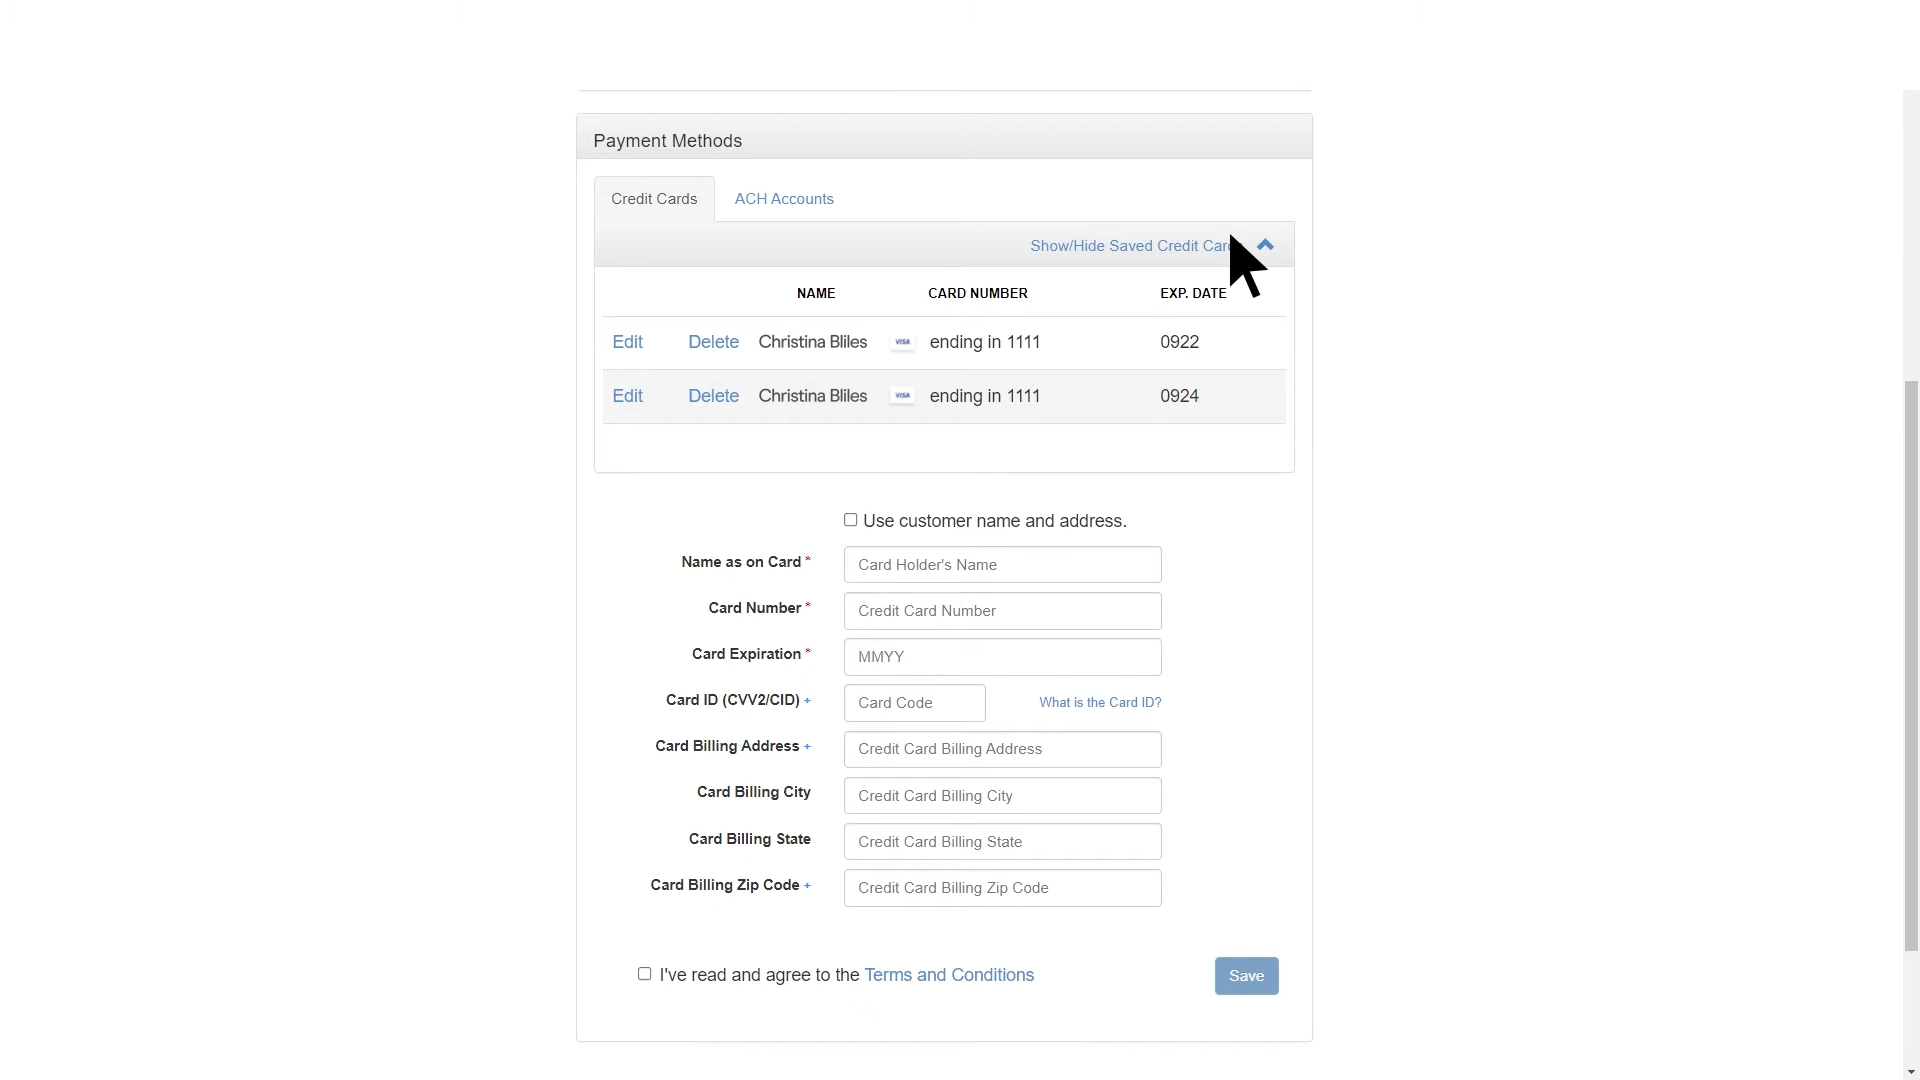 Payment Methods
Credit Cards ACH Accounts
Show/Hide Saved Credit
NAME CARD NUMBER EXP. DATE
Edit Delete Christina Bliles VISA ending in 1111 0922
Edit Delete Christina Bliles VISA ending in 1111 0924
Use customer name and address.
Name as on Card * Card Holder's Name
Card Number * Credit Card Number
Card Expiration * MMYY
Card ID (CVV2/CID) + Card Code What is the Card ID?
Card Billing Address + Credit Card Billing Address
Card Billing City Credit Card Billing City
Card Billing State Credit Card Billing State
Card Billing Zip Code + Credit Card Billing Zip Code
I've read and agree to the Terms and Conditions Save